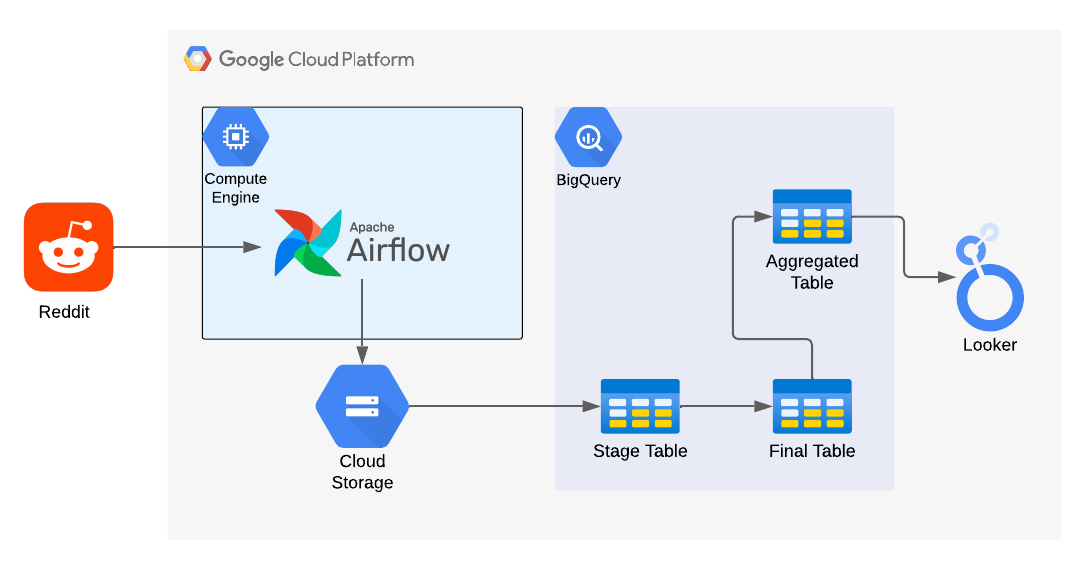 Google Cloud Platform
Compute
Engine
BigQuery
Apache
Airflow
Reddit
Aggregated
Table
Looker
Stage Table
Final Table
Cloud
Storage